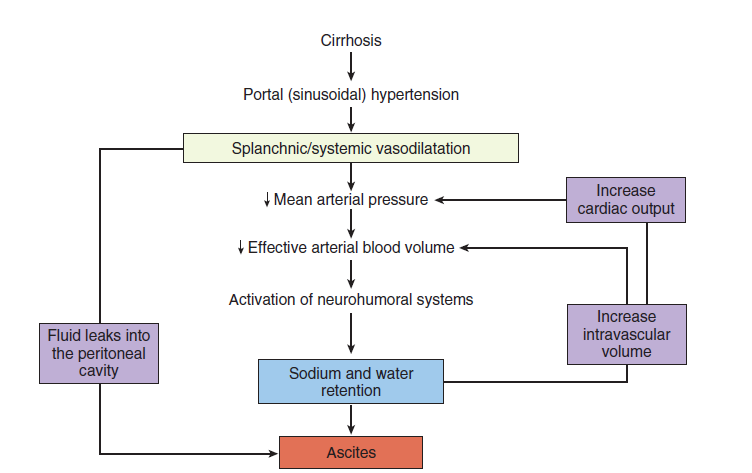 Cirrhosis
Portal (sinusoidal) hypertension
Splanchnic/systemic vasodilatation
↓ Mean arterial pressure
Increase
cardiac output
↓ Effective arterial blood volume
Activation of neurohumoral systems
Increase
intravascular
volume
Fluid leaks into
the peritoneal
cavity
Sodium and water
retention
Ascites